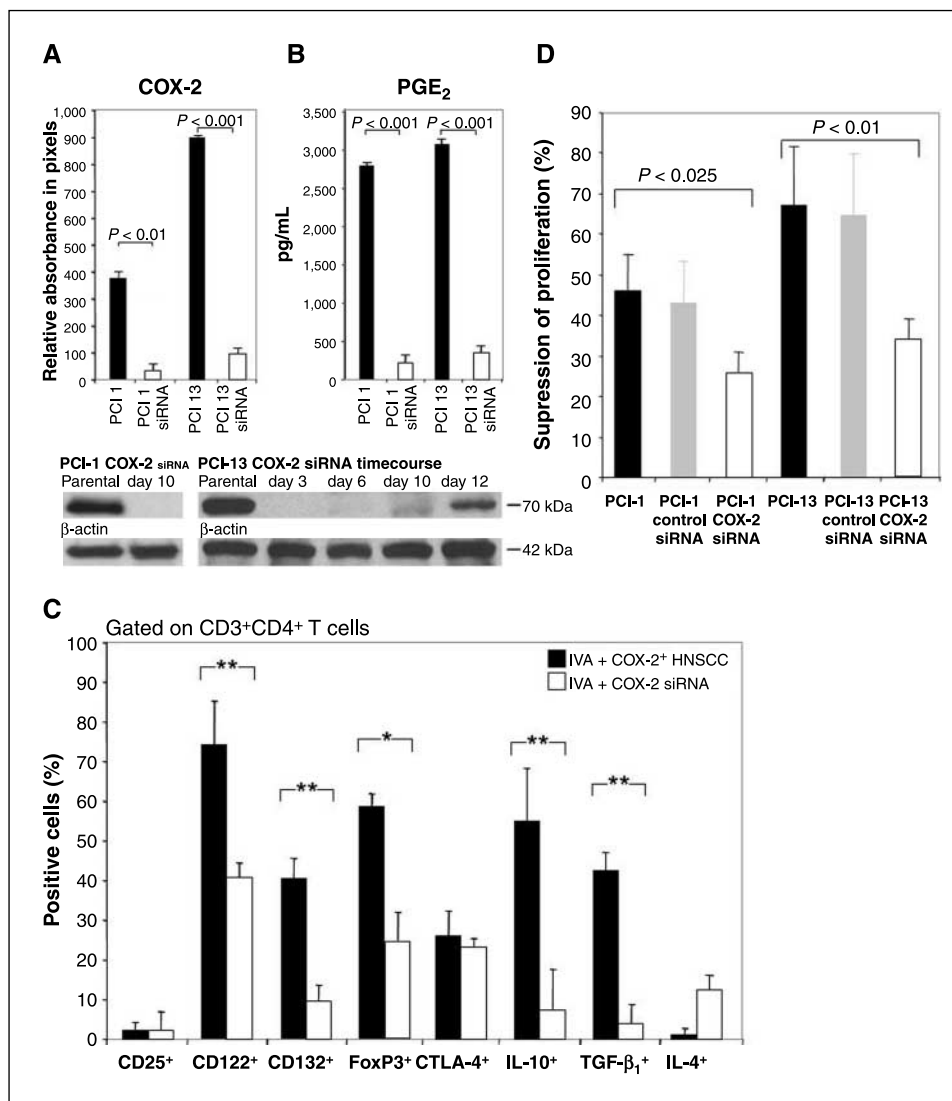 A
COX-2
1,000
900
800
700
600
500
400
300
200
100
0
Relative absorbance in pixels
P < 0.01
P < 0.001
PCI 1
PCI 1 siRNA
PCI 13
PCI 13 siRNA
B
PGE2
3,500
3,000
2,500
2,000
1,500
1,000
500
0
pg/mL
P < 0.001
P < 0.001
PCI 1
PCI 1 siRNA
PCI 13
PCI 13 siRNA
PCI-1 COX-2 siRNA
PCI-13 COX-2 siRNA timecourse
Parental day 10
Parental day 3 day 6 day 10 day 12
70 kDa
β-actin
β-actin
42 kDa
D
90
80
70
60
50
40
30
20
10
0
Supression of proliferation (%)
P < 0.025
P < 0.01
PCI-1
PCI-1 control siRNA
PCI-1 COX-2 siRNA
PCI-13
PCI-13 control siRNA
PCI-13 COX-2 siRNA
C
Gated on CD3+CD4+ T cells
100
90
80
70
60
50
40
30
20
10
0
Positive cells (%)
IVA + COX-2+ HNSCC
IVA + COX-2 siRNA
**
**
*
**
**
CD25+ CD122+ CD132+ FoxP3+ CTLA-4+ IL-10+ TGF-β1+ IL-4+